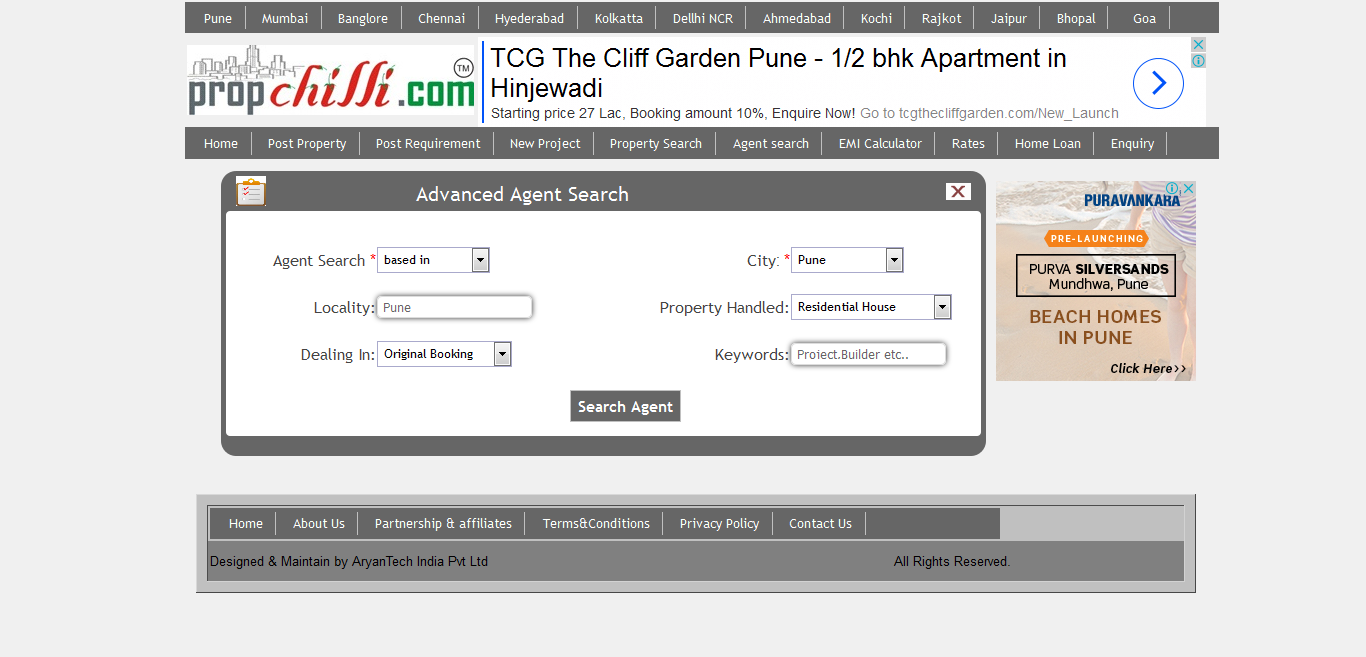 Pune Mumbai Banglore Chennai Hyederabad Kolkatta Dellhi NCR Ahmedabad Kochi Rajkot Jaipur Bhopal Goa
propchilli.com TM
TCG The Cliff Garden Pune - 1/2 bhk Apartment in
Hinjewadi
Starting price 27 Lac, Booking amount 10%, Enquire Now! Go to tcgthecliffgarden.com/New_Launch
Home Post Property Post Requirement New Project Property Search Agent search EMI Calculator Rates Home Loan Enquiry
Advanced Agent Search
X
Agent Search * based in
City: * Pune
Locality: Pune
Property Handled: Residential House
Dealing In: Original Booking
Keywords: Project.Builder etc..
Search Agent
PURAVANKARA
PRE-LAUNCHING
PURVA SILVERSANDS
Mundhwa, Pune
BEACH HOMES
IN PUNE
Click Here>>
Home About Us Partnership & affiliates Terms&Conditions Privacy Policy Contact Us
Designed & Maintain by AryanTech India Pvt Ltd All Rights Reserved.